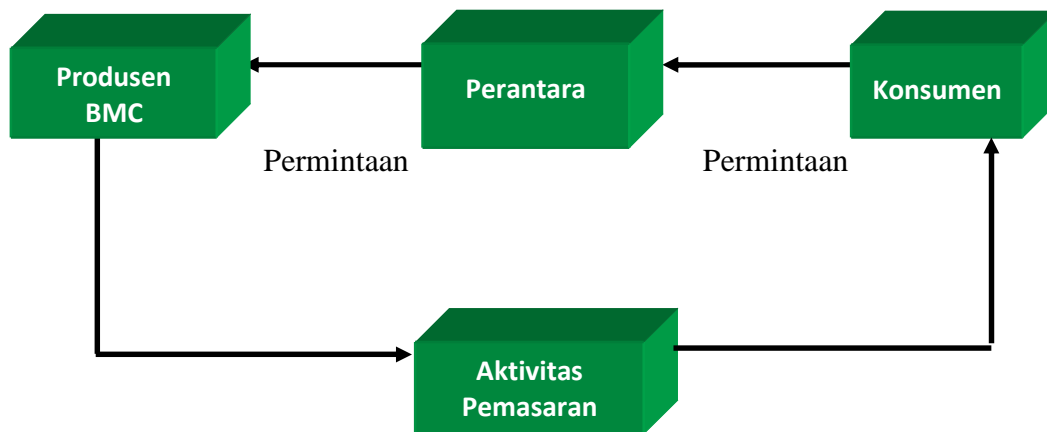 Produsen
BMC
Perantara
Konsumen
Permintaan
Permintaan
Aktivitas
Pemasaran